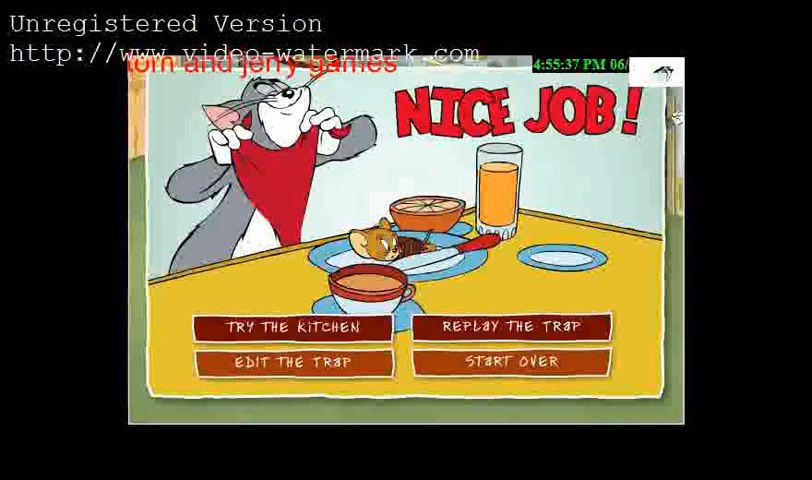 Unregistered Version
http://www.video-watermark.com
tom and jerry games
4:55:37 PM 06/
NICE JOB!
TRY THE KITCHEN
REPLAY THE TRAP
EDIT THE TRAP
START OVER